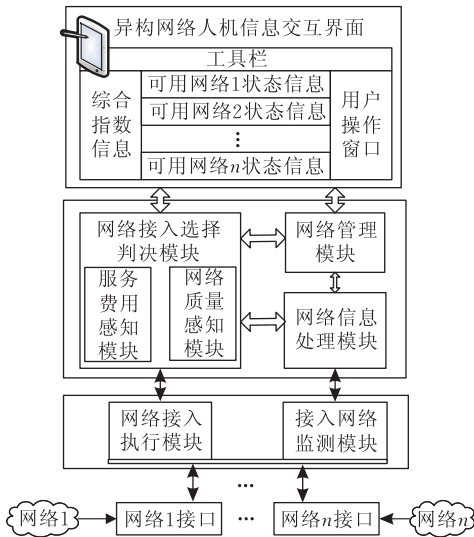 异构网络人机信息交互界面
工具栏
综合
指数
信息
可用网络1状态信息
可用网络2状态信息
⋮
可用网络n状态信息
用户
操作
窗口
网络接入选择
判决模块
服务
费用
感知
模块
网络
质量
感知
模块
网络管理
模块
网络信息
处理模块
网络接入
执行模块
接入网络
监测模块
···
网络1
网络1接口
···
网络n接口
网络n